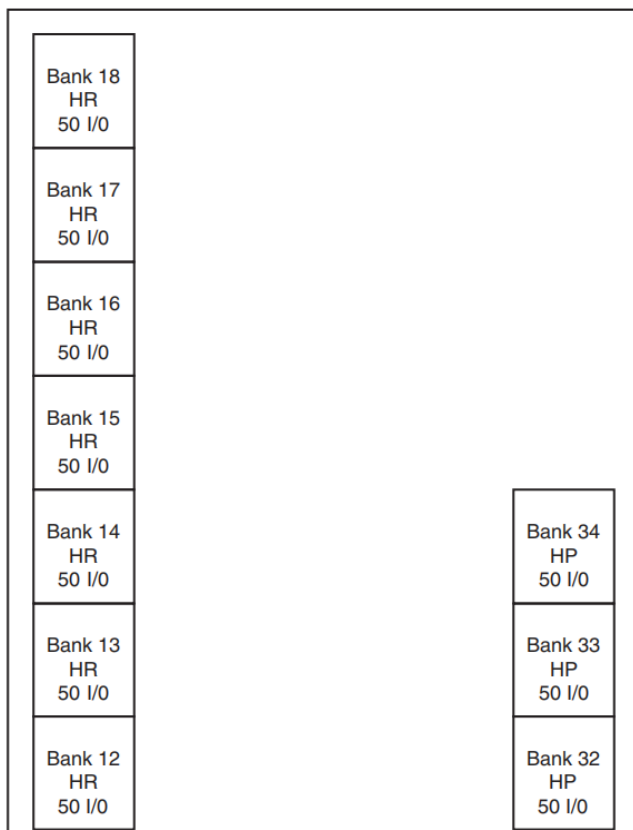 Bank 18
HR
50 I/0
Bank 17
HR
50 I/0
Bank 16
HR
50 I/0
Bank 15
HR
50 I/0
Bank 14
HR
50 I/0
Bank 13
HR
50 I/0
Bank 12
HR
50 I/0
Bank 34
HP
50 I/0
Bank 33
HP
50 I/0
Bank 32
HP
50 I/0